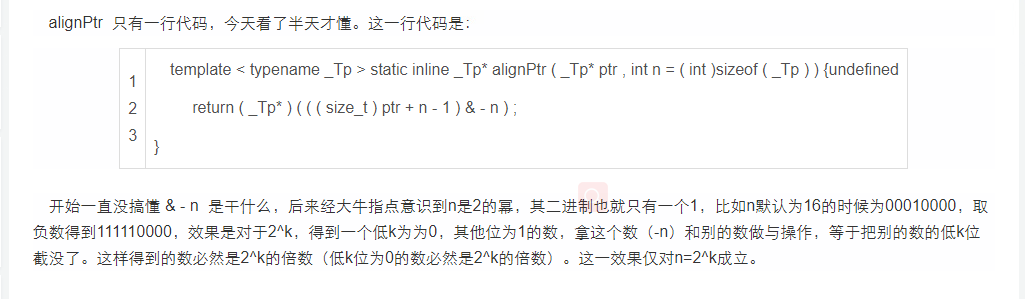 alignPtr 只有一行代码，今天看了半天才懂。这一行代码是：
1 template < typename _Tp > static inline _Tp* alignPtr ( _Tp* ptr , int n = ( int )sizeof ( _Tp ) ) {undefined
2 return ( _Tp* ) ( ( ( size_t ) ptr + n - 1 ) & - n ) ;
3 }
开始一直没搞懂 & - n 是干什么，后来经大牛指点意识到n是2的幂，其二进制也就只有一个1，比如n默认为16的时候为00010000，取
负数得到111110000，效果是对于2^k，得到一个低k为为0，其他位为1的数，拿这个数（-n）和别的数做与操作，等于把别的数的低k位
截没了。这样得到的数必然是2^k的倍数（低k位为0的数必然是2^k的倍数）。这一效果仅对n=2^k成立。